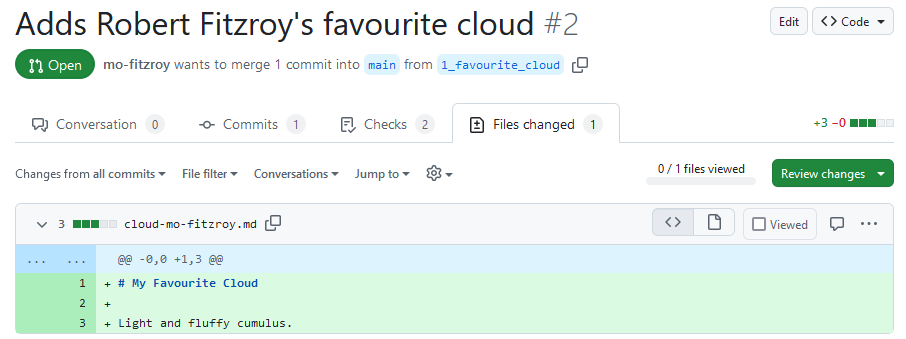 Adds Robert Fitzroy's favourite cloud #2
Edit
Code
Open
mo-fitzroy wants to merge 1 commit into main from 1_favourite_cloud
Conversation 0
Commits 1
Checks 2
Files changed 1
+3 −0
Changes from all commits
File filter
Conversations
Jump to
0 / 1 files viewed
Review changes
3 cloud-mo-fitzroy.md
<>
Viewed
...
... ... @@ -0,0 +1,3 @@
1 + # My Favourite Cloud
2 +
3 + Light and fluffy cumulus.